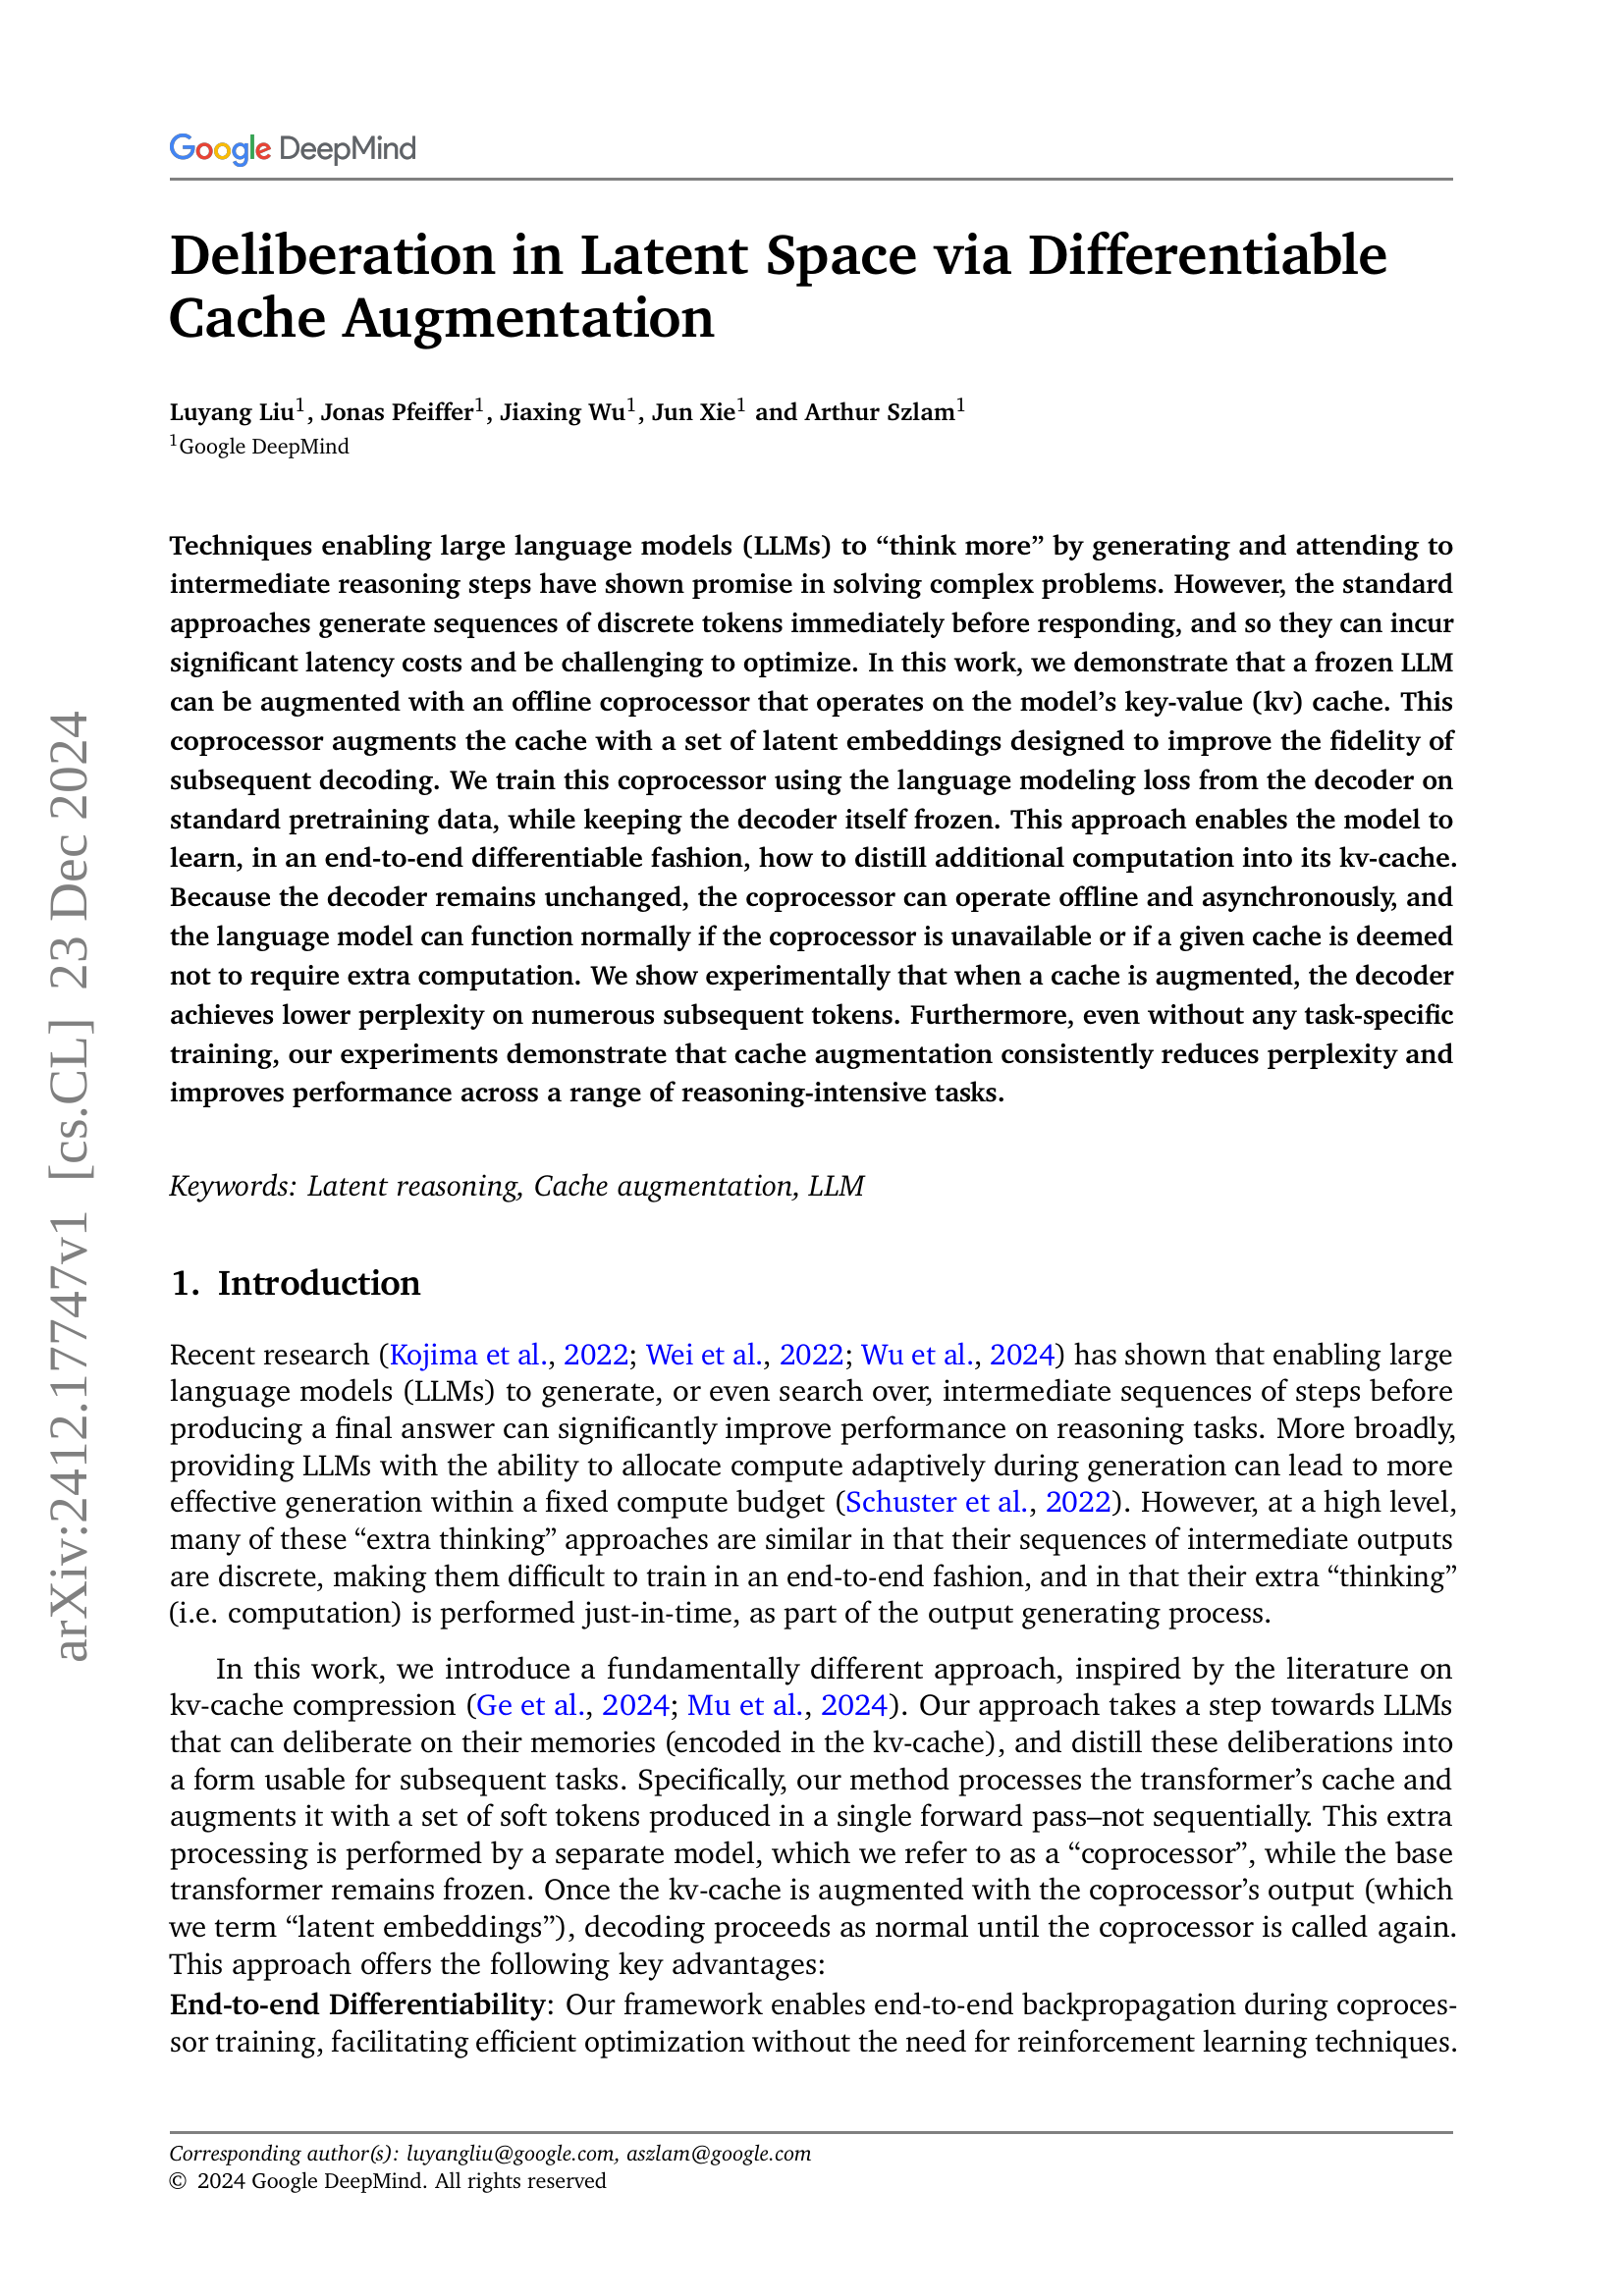 Google DeepMind
Deliberation in Latent Space via Differentiable
Cache Augmentation
Luyang Liu1, Jonas Pfeiffer1, Jiaxing Wu1, Jun Xie1 and Arthur Szlam1
1Google DeepMind
Techniques enabling large language models (LLMs) to “think more” by generating and attending to
intermediate reasoning steps have shown promise in solving complex problems. However, the standard
approaches generate sequences of discrete tokens immediately before responding, and so they can incur
significant latency costs and be challenging to optimize. In this work, we demonstrate that a frozen LLM
can be augmented with an offline coprocessor that operates on the model’s key-value (kv) cache. This
coprocessor augments the cache with a set of latent embeddings designed to improve the fidelity of
subsequent decoding. We train this coprocessor using the language modeling loss from the decoder on
standard pretraining data, while keeping the decoder itself frozen. This approach enables the model to
learn, in an end-to-end differentiable fashion, how to distill additional computation into its kv-cache.
Because the decoder remains unchanged, the coprocessor can operate offline and asynchronously, and
the language model can function normally if the coprocessor is unavailable or if a given cache is deemed
not to require extra computation. We show experimentally that when a cache is augmented, the decoder
achieves lower perplexity on numerous subsequent tokens. Furthermore, even without any task-specific
training, our experiments demonstrate that cache augmentation consistently reduces perplexity and
improves performance across a range of reasoning-intensive tasks.
Keywords: Latent reasoning, Cache augmentation, LLM
1. Introduction
Recent research (Kojima et al., 2022; Wei et al., 2022; Wu et al., 2024) has shown that enabling large
language models (LLMs) to generate, or even search over, intermediate sequences of steps before
producing a final answer can significantly improve performance on reasoning tasks. More broadly,
providing LLMs with the ability to allocate compute adaptively during generation can lead to more
effective generation within a fixed compute budget (Schuster et al., 2022). However, at a high level,
many of these “extra thinking” approaches are similar in that their sequences of intermediate outputs
are discrete, making them difficult to train in an end-to-end fashion, and in that their extra “thinking”
(i.e. computation) is performed just-in-time, as part of the output generating process.
In this work, we introduce a fundamentally different approach, inspired by the literature on
kv-cache compression (Ge et al., 2024; Mu et al., 2024). Our approach takes a step towards LLMs
that can deliberate on their memories (encoded in the kv-cache), and distill these deliberations into
a form usable for subsequent tasks. Specifically, our method processes the transformer’s cache and
augments it with a set of soft tokens produced in a single forward pass–not sequentially. This extra
processing is performed by a separate model, which we refer to as a “coprocessor”, while the base
transformer remains frozen. Once the kv-cache is augmented with the coprocessor’s output (which
we term “latent embeddings”), decoding proceeds as normal until the coprocessor is called again.
This approach offers the following key advantages:
End-to-end Differentiability: Our framework enables end-to-end backpropagation during coproces-
sor training, facilitating efficient optimization without the need for reinforcement learning techniques.
Corresponding author(s): luyangliu@google.com, aszlam@google.com
© 2024 Google DeepMind. All rights reserved
arXiv:2412.17747v1 [cs.CL] 23 Dec 2024